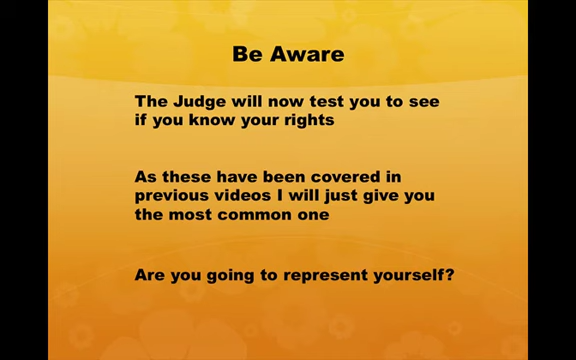 Be Aware
The Judge will now test you to see
if you know your rights
As these have been covered in
previous videos I will just give you
the most common one
Are you going to represent yourself?